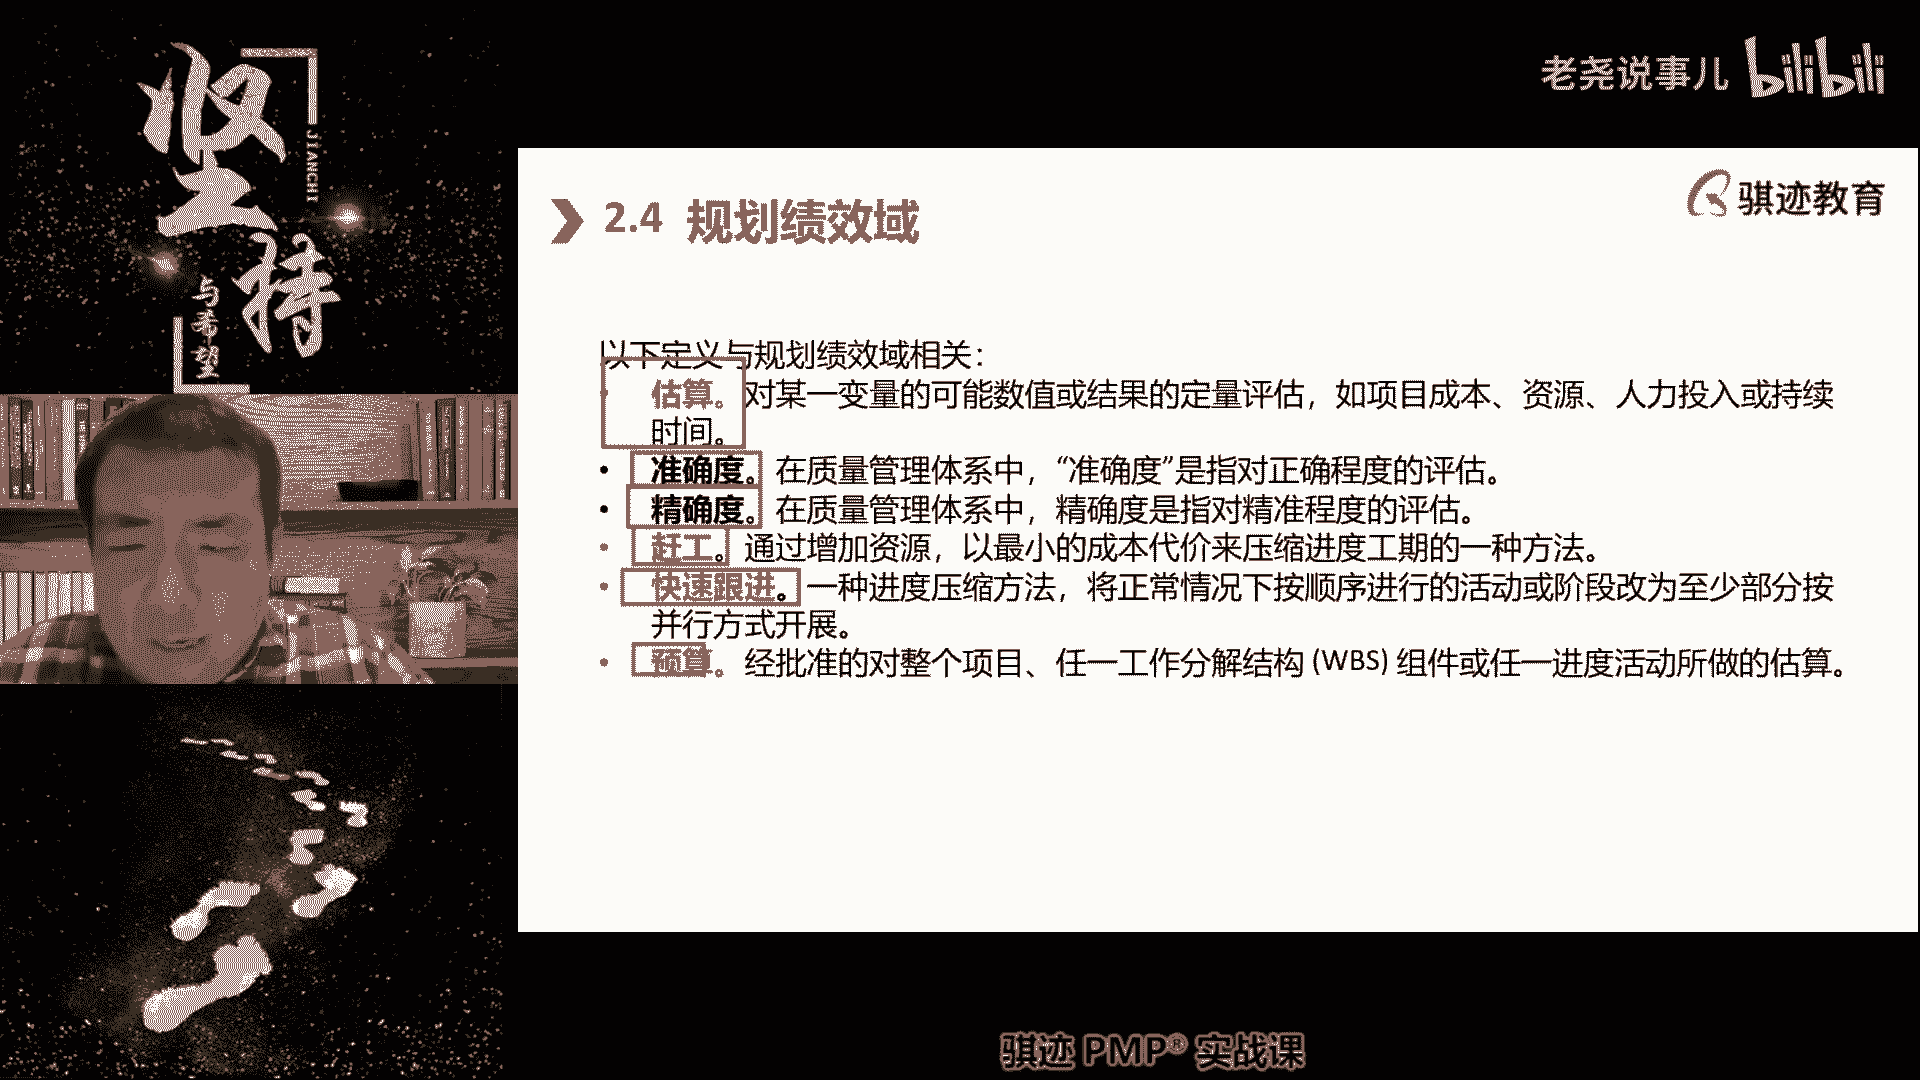 坚持
JIANCHI
与希望
老尧说事儿 bilibili
骐迹教育
2.4 规划绩效域
以下定义与规划绩效域相关：
• 估算。对某一变量的可能数值或结果的定量评估，如项目成本、资源、人力投入或持续
时间。
• 准确度。在质量管理体系中，“准确度”是指对正确程度的评估。
• 精确度。在质量管理体系中，精确度是指对精准程度的评估。
• 赶工。通过增加资源，以最小的成本代价来压缩进度工期的一种方法。
• 快速跟进。一种进度压缩方法，将正常情况下按顺序进行的活动或阶段改为至少部分按
并行方式开展。
• 预算。经批准的对整个项目、任一工作分解结构 (WBS) 组件或任一进度活动所做的估算。
骐迹 PMP® 实战课